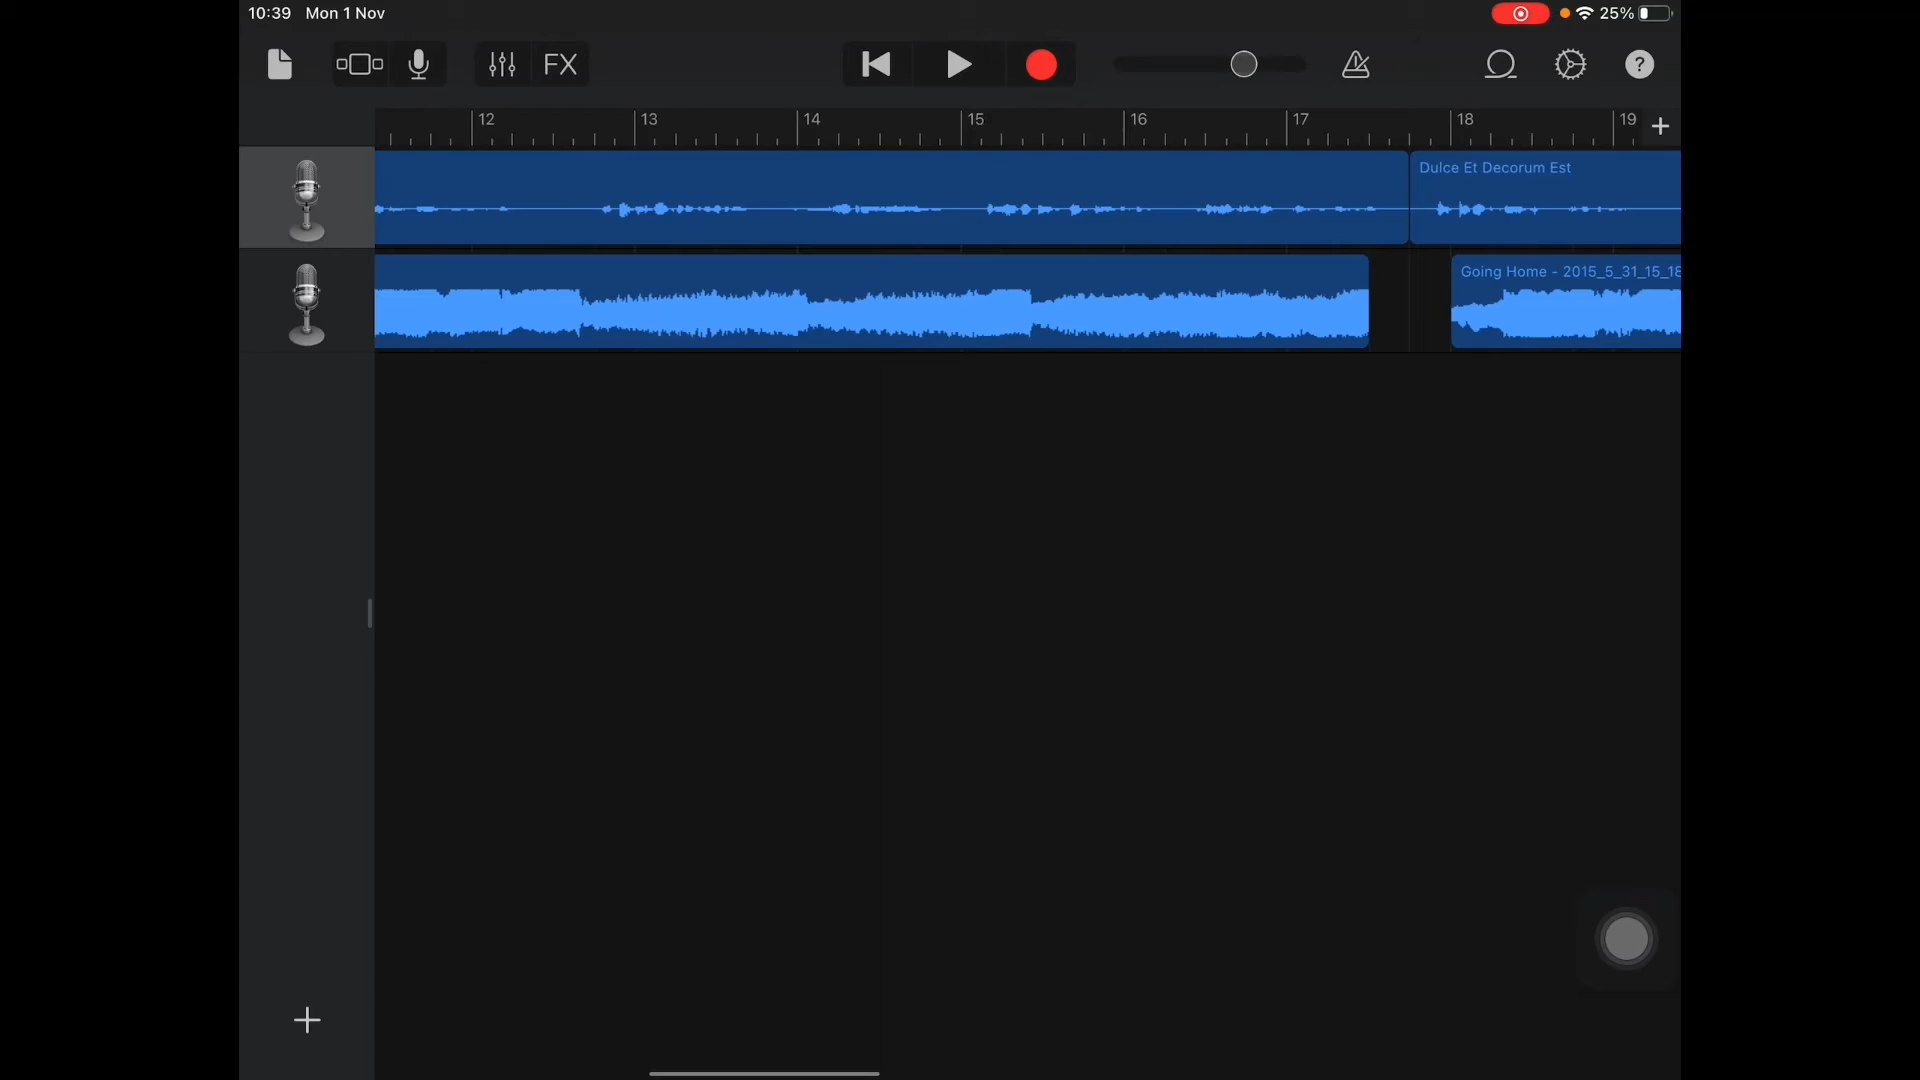 10:39 Mon 1 Nov 25%
FX ?
12 13 14 15 16 17 18 19
Dulce Et Decorum Est
Going Home - 2015_5_31_15_18